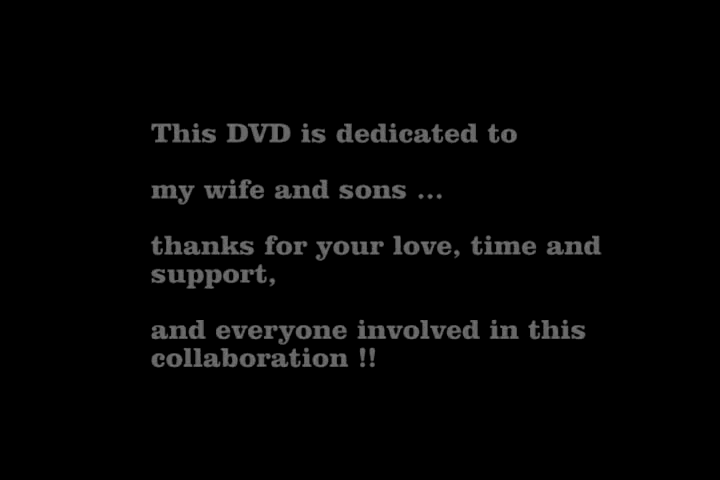 This DVD is dedicated to
my wife and sons ...
thanks for your love, time and
support,
and everyone involved in this
collaboration !!